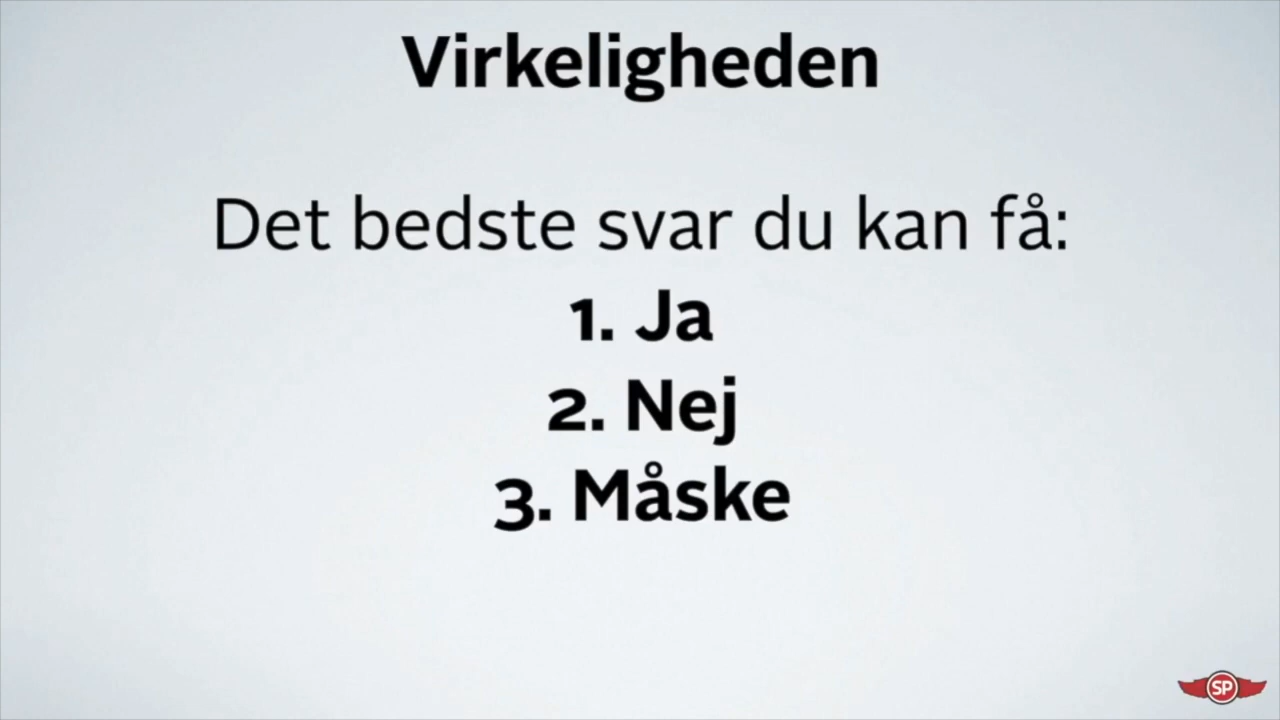 Virkeligheden
Det bedste svar du kan få:
1. Ja
2. Nej
3. Måske
SP